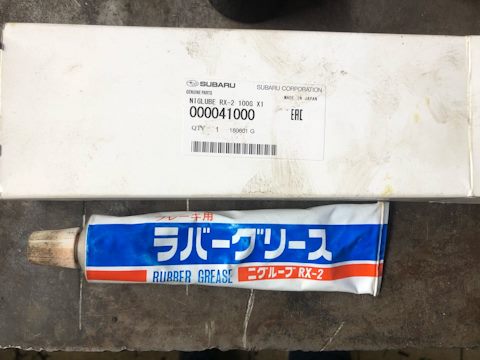 SUBARU
SUBARU CORPORATION
GENUINE PARTS
MADE IN JAPAN
NIGLUBE RX-2 100G X1
000041000
EAC
QTY 1 180601 G
ブレーキ用
ラバーグリース
RUBBER GREASE
ニグルーブ RX-2